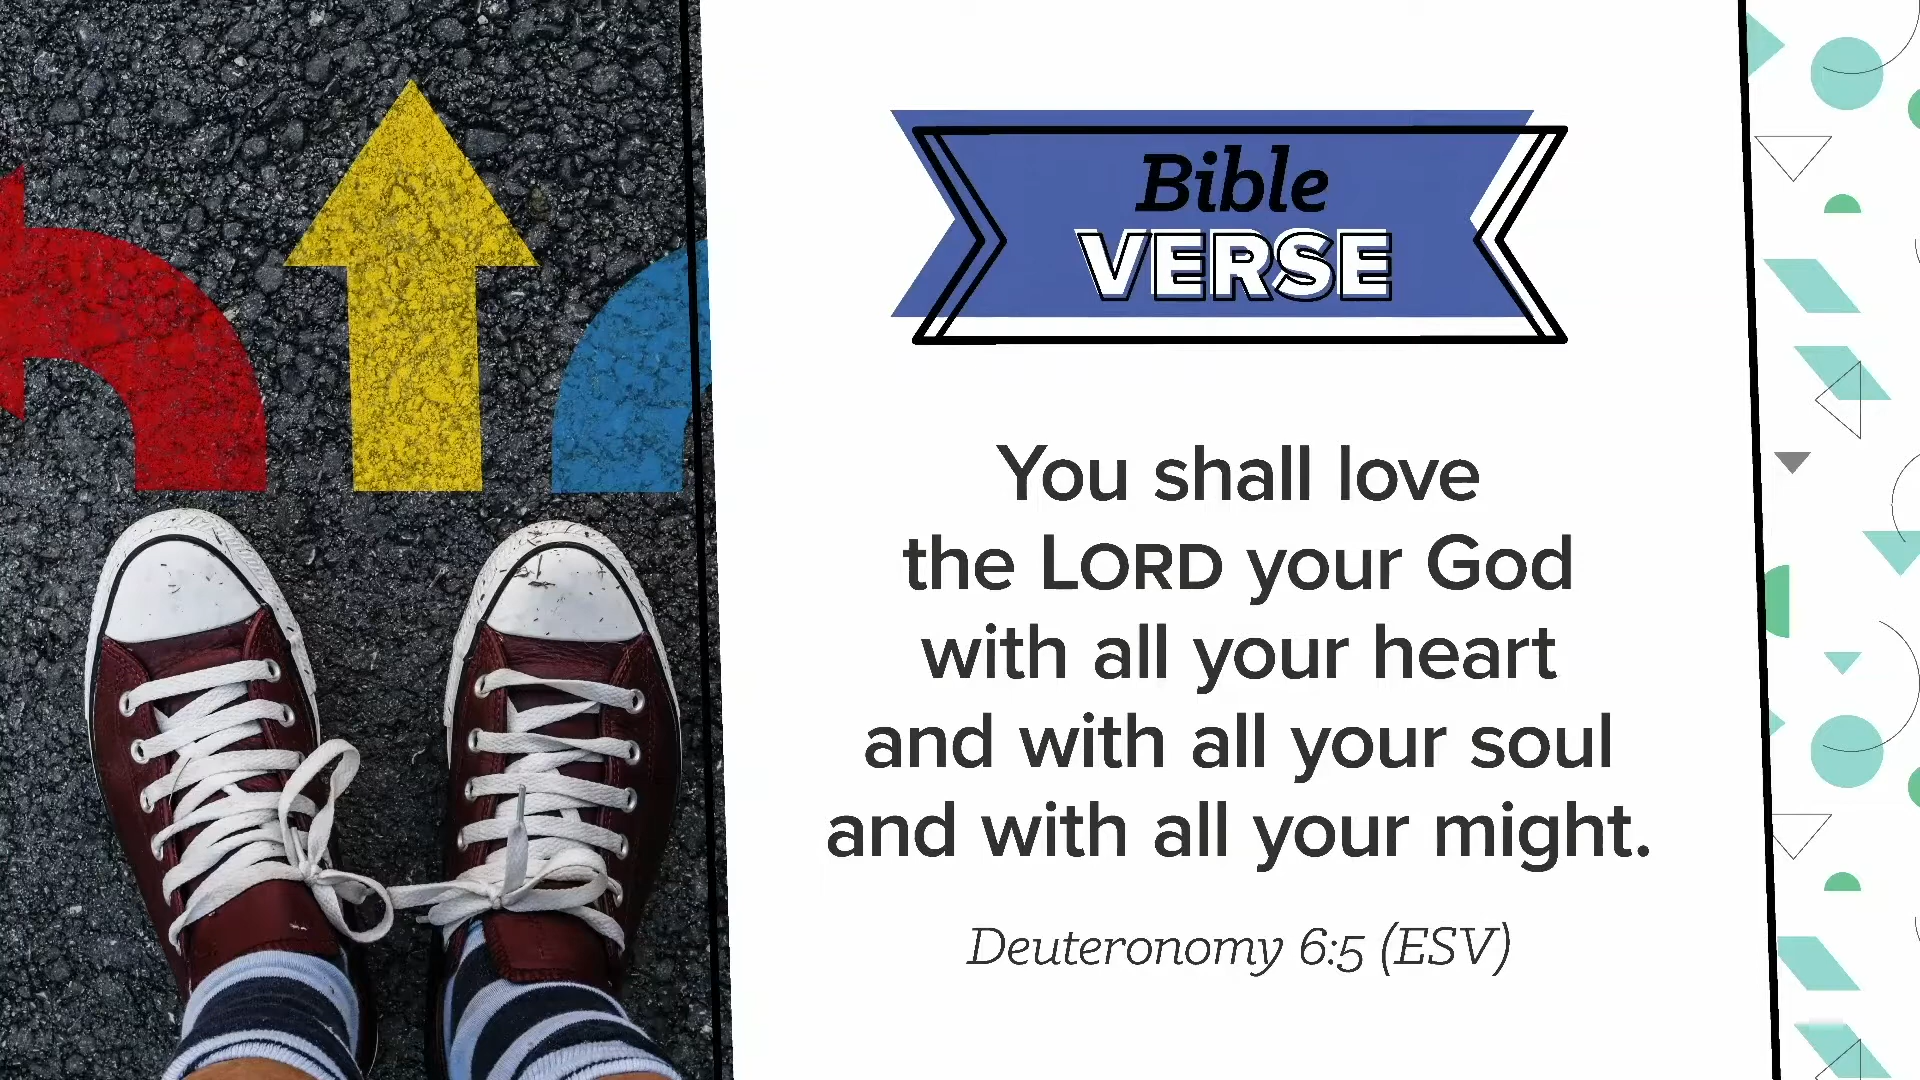 Bible
VERSE
You shall love
the LORD your God
with all your heart
and with all your soul
and with all your might.
Deuteronomy 6:5 (ESV)